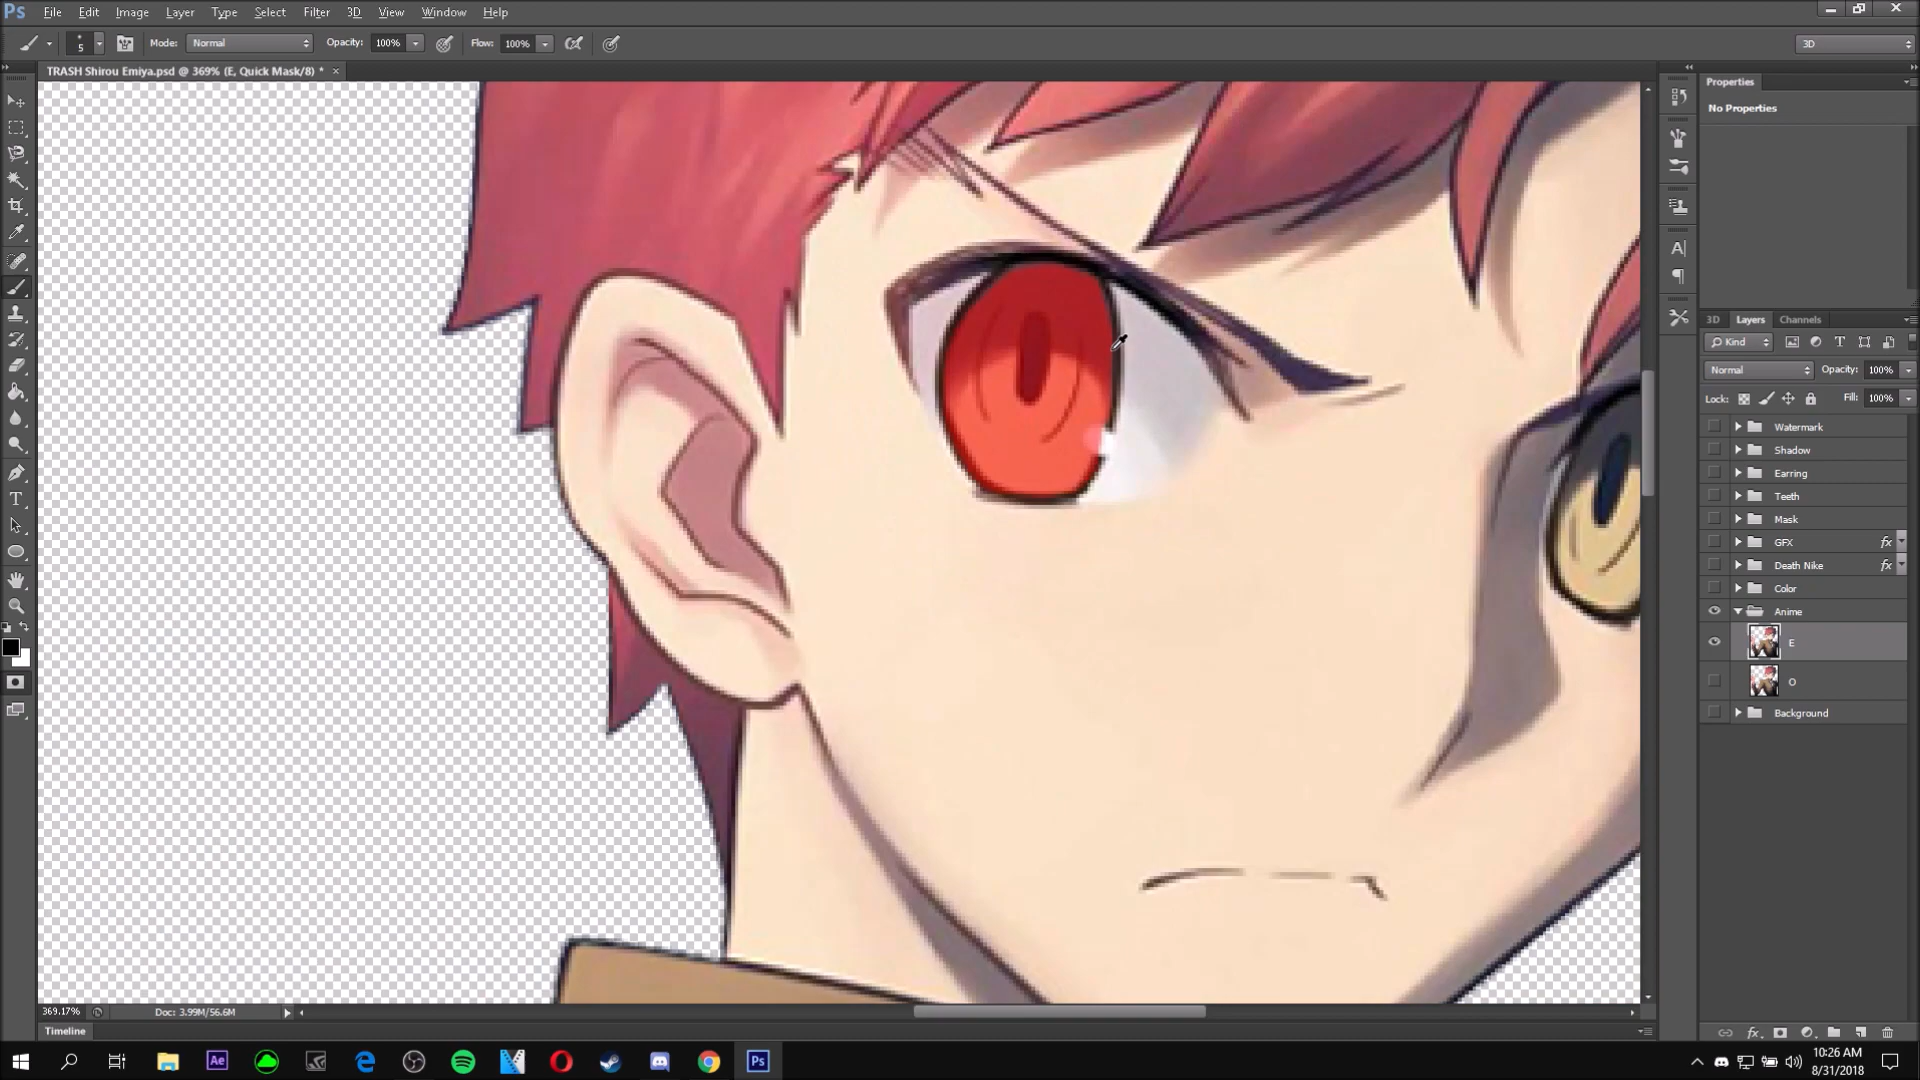 Ps File Edit Image Layer Type Select Filter 3D View Window Help
5 Mode: Normal Opacity: 100% Flow: 100% 3D
TRASH Shirou Emiya.psd @ 369% (E, Quick Mask/8) * ×
Properties
No Properties
3D Layers Channels
Kind
Normal Opacity: 100%
Lock: Fill: 100%
Watermark
Shadow
Earring
Teeth
Mask
GFX fx
Death Nike fx
Color
Anime
E
O
Background
369.17% Doc: 3.99M/56.6M
Timeline
Ae Ps 10:26 AM
8/31/2018